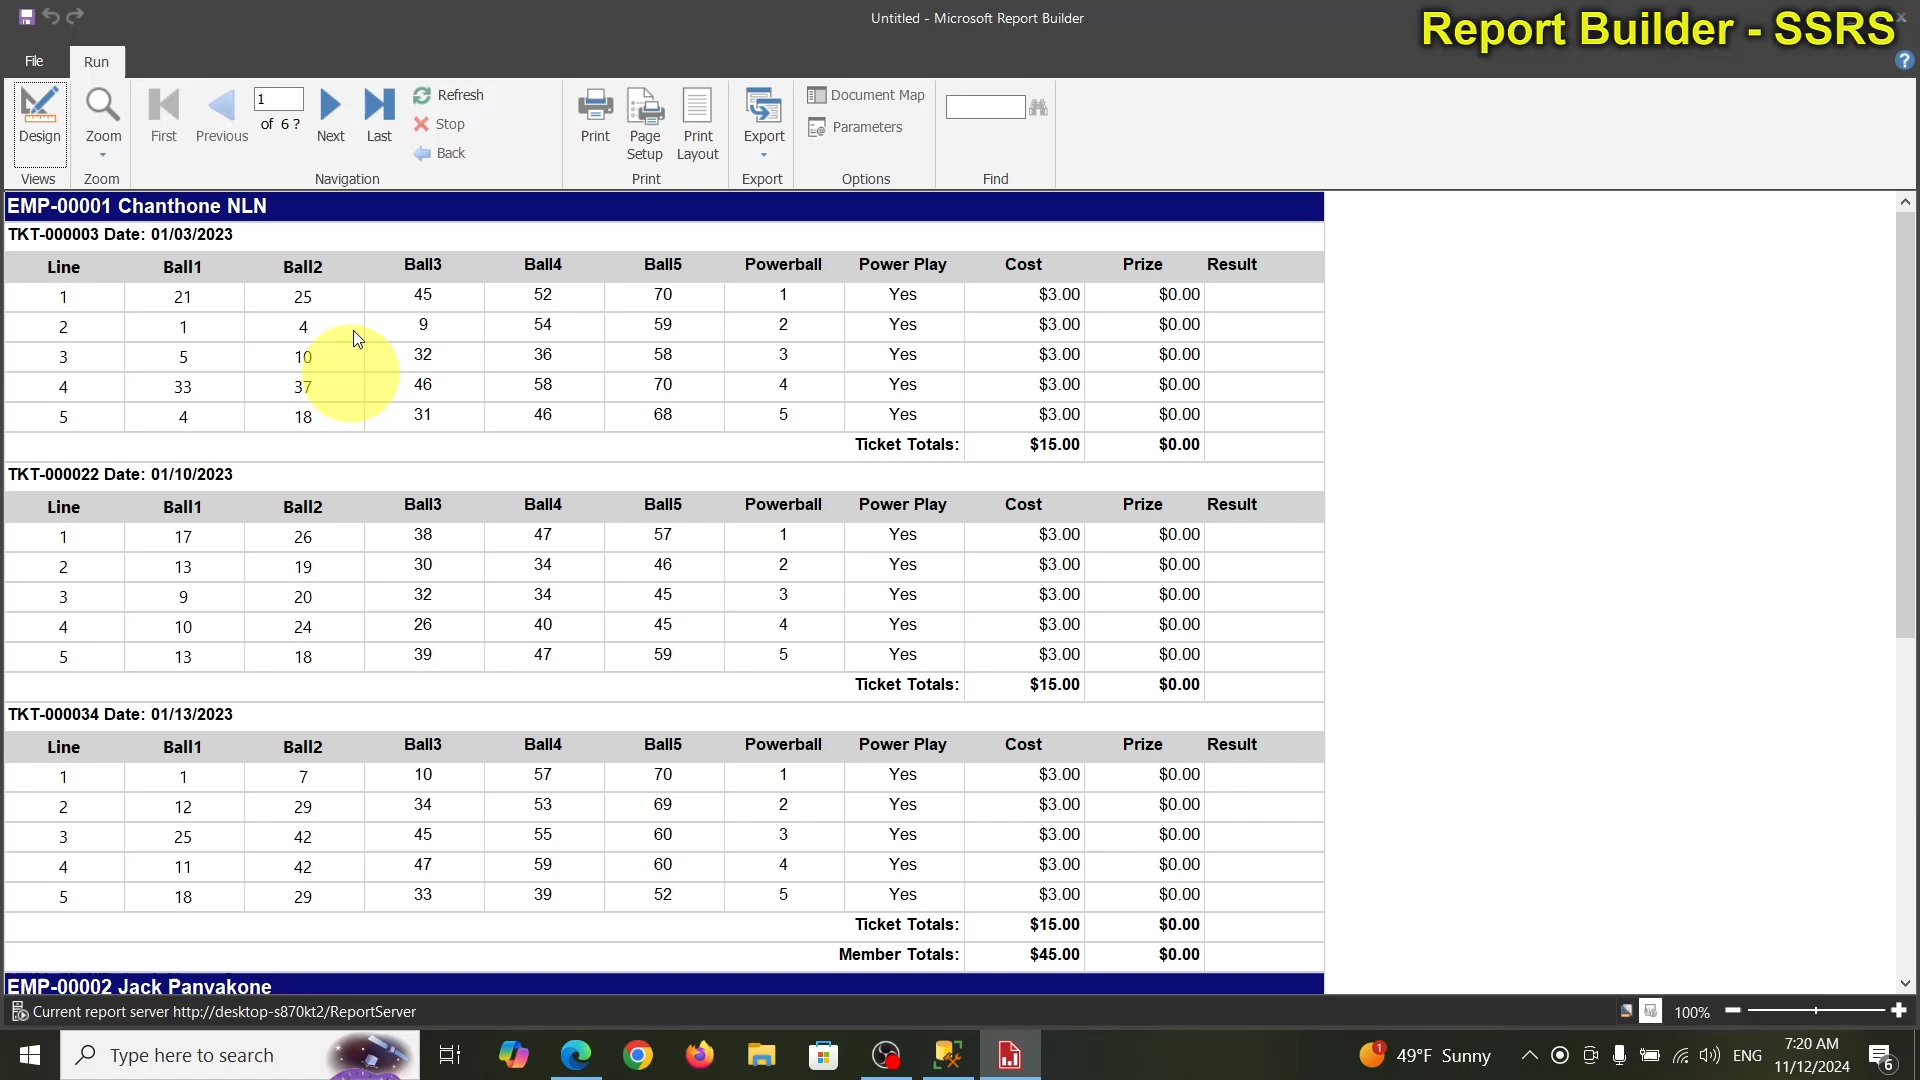 Untitled - Microsoft Report Builder
Report Builder - SSRS
File
Run
Design
Zoom
First
Previous
1
of 6 ?
Next
Last
Refresh
Stop
Back
Print
Page Setup
Print Layout
Export
Document Map
Parameters
Views
Zoom
Navigation
Print
Export
Options
Find
EMP-00001 Chanthone NLN
TKT-000003 Date: 01/03/2023
Line Ball1 Ball2 Ball3 Ball4 Ball5 Powerball Power Play Cost Prize Result
1 21 25 45 52 70 1 Yes $3.00 $0.00
2 1 4 9 54 59 2 Yes $3.00 $0.00
3 5 10 32 36 58 3 Yes $3.00 $0.00
4 33 37 46 58 70 4 Yes $3.00 $0.00
5 4 18 31 46 68 5 Yes $3.00 $0.00
Ticket Totals: $15.00 $0.00
TKT-000022 Date: 01/10/2023
Line Ball1 Ball2 Ball3 Ball4 Ball5 Powerball Power Play Cost Prize Result
1 17 26 38 47 57 1 Yes $3.00 $0.00
2 13 19 30 34 46 2 Yes $3.00 $0.00
3 9 20 32 34 45 3 Yes $3.00 $0.00
4 10 24 26 40 45 4 Yes $3.00 $0.00
5 13 18 39 47 59 5 Yes $3.00 $0.00
Ticket Totals: $15.00 $0.00
TKT-000034 Date: 01/13/2023
Line Ball1 Ball2 Ball3 Ball4 Ball5 Powerball Power Play Cost Prize Result
1 1 7 10 57 70 1 Yes $3.00 $0.00
2 12 29 34 53 69 2 Yes $3.00 $0.00
3 25 42 45 55 60 3 Yes $3.00 $0.00
4 11 42 47 59 60 4 Yes $3.00 $0.00
5 18 29 33 39 52 5 Yes $3.00 $0.00
Ticket Totals: $15.00 $0.00
Member Totals: $45.00 $0.00
EMP-00002 Jack Panyakone
Current report server http://desktop-s870kt2/ReportServer
100%
Type here to search
1
49°F Sunny
ENG
7:20 AM
11/12/2024
6